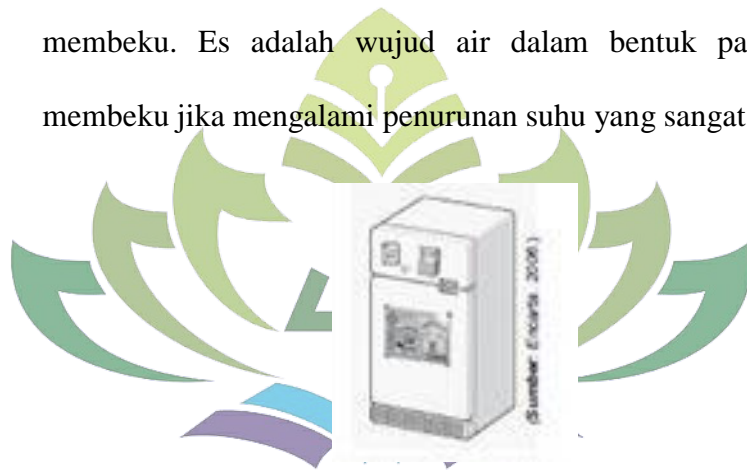 membeku. Es adalah wujud air dalam bentuk pa
membeku jika mengalami penurunan suhu yang sangat
(Sumber Encarta 2006)